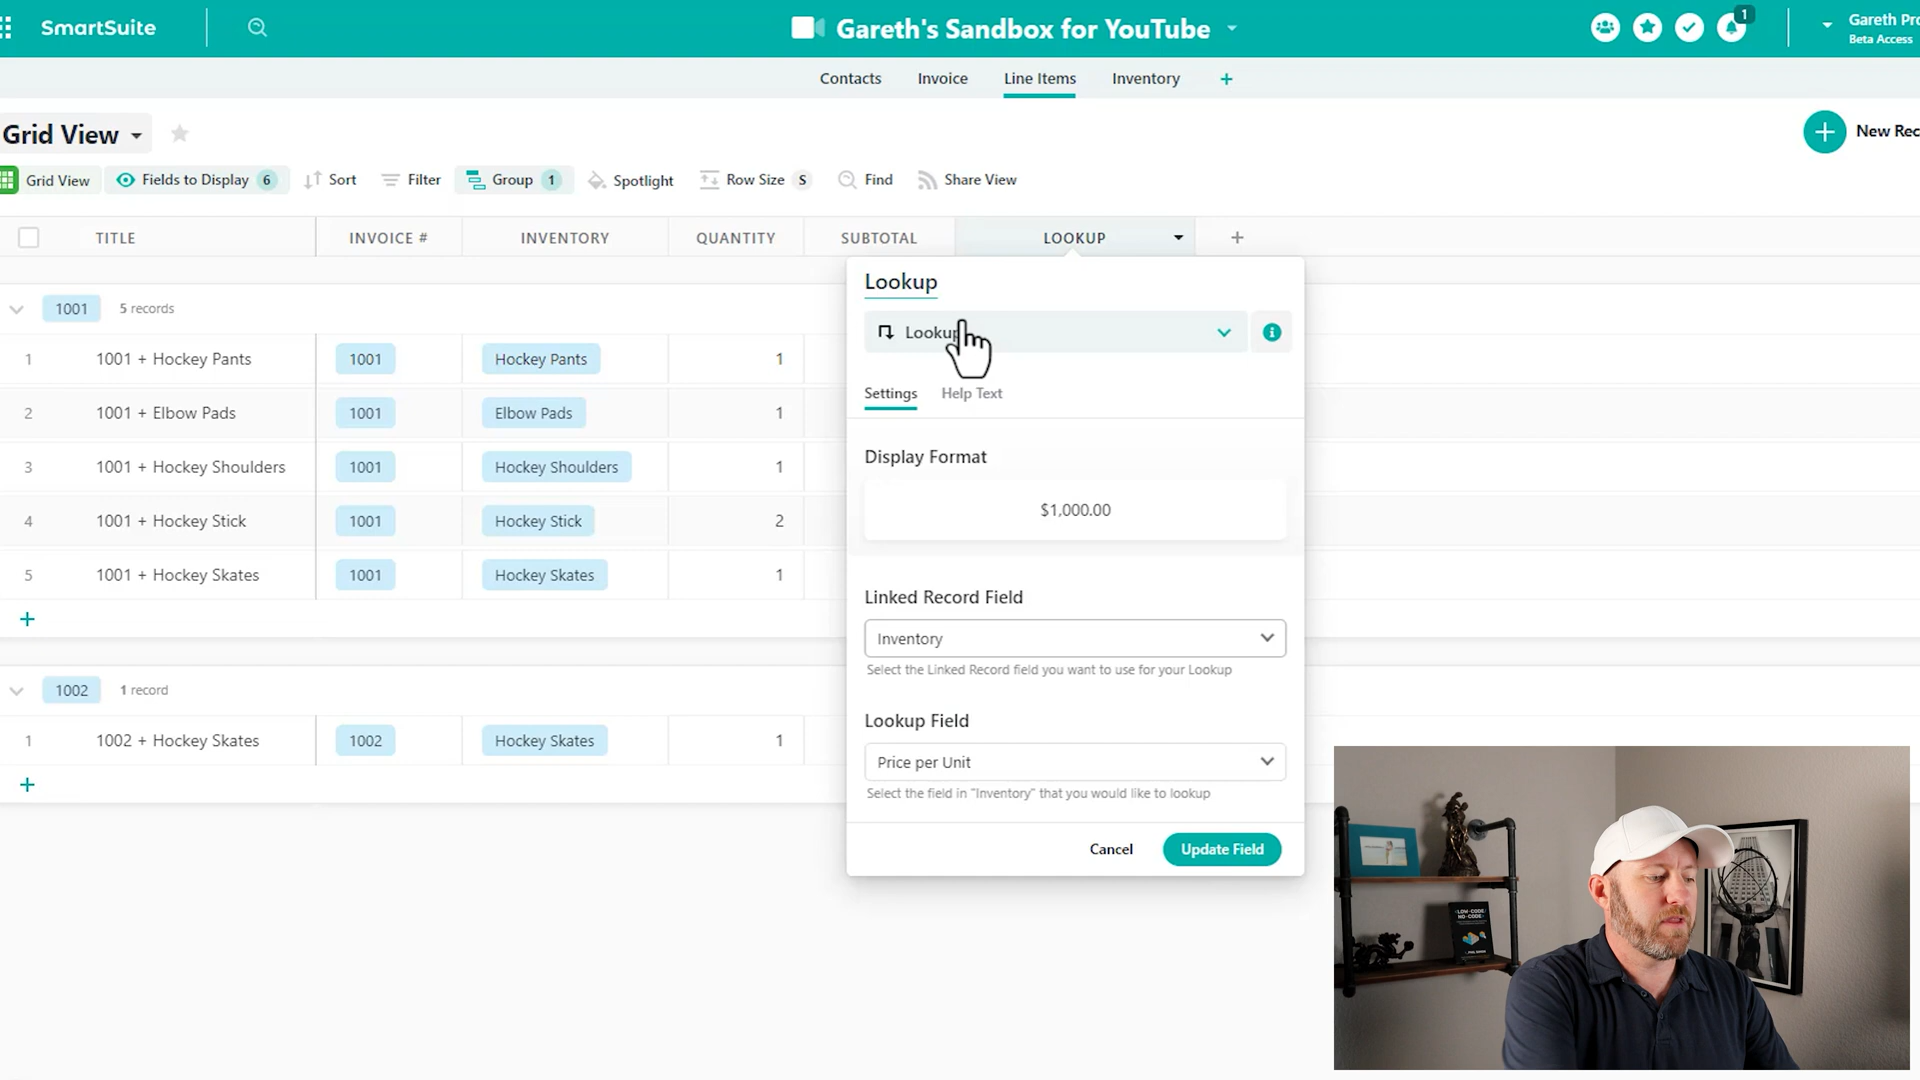 SmartSuite
Gareth's Sandbox for YouTube
1
Gareth Pro
Beta Access
Contacts
Invoice
Line Items
Inventory
+
Grid View
New Rec
Grid View
Fields to Display 6
Sort
Filter
Group 1
Spotlight
Row Size S
Find
Share View
TITLE
INVOICE #
INVENTORY
QUANTITY
SUBTOTAL
LOOKUP
+
1001 5 records
1 1001 + Hockey Pants 1001 Hockey Pants 1
2 1001 + Elbow Pads 1001 Elbow Pads 1
3 1001 + Hockey Shoulders 1001 Hockey Shoulders 1
4 1001 + Hockey Stick 1001 Hockey Stick 2
5 1001 + Hockey Skates 1001 Hockey Skates 1
+
1002 1 record
1 1002 + Hockey Skates 1002 Hockey Skates 1
+
Lookup
Lookup
Settings
Help Text
Display Format
$1,000.00
Linked Record Field
Inventory
Select the Linked Record field you want to use for your Lookup
Lookup Field
Price per Unit
Select the field in "Inventory" that you would like to lookup
Cancel
Update Field
LOW-CODE/
NO-CODE